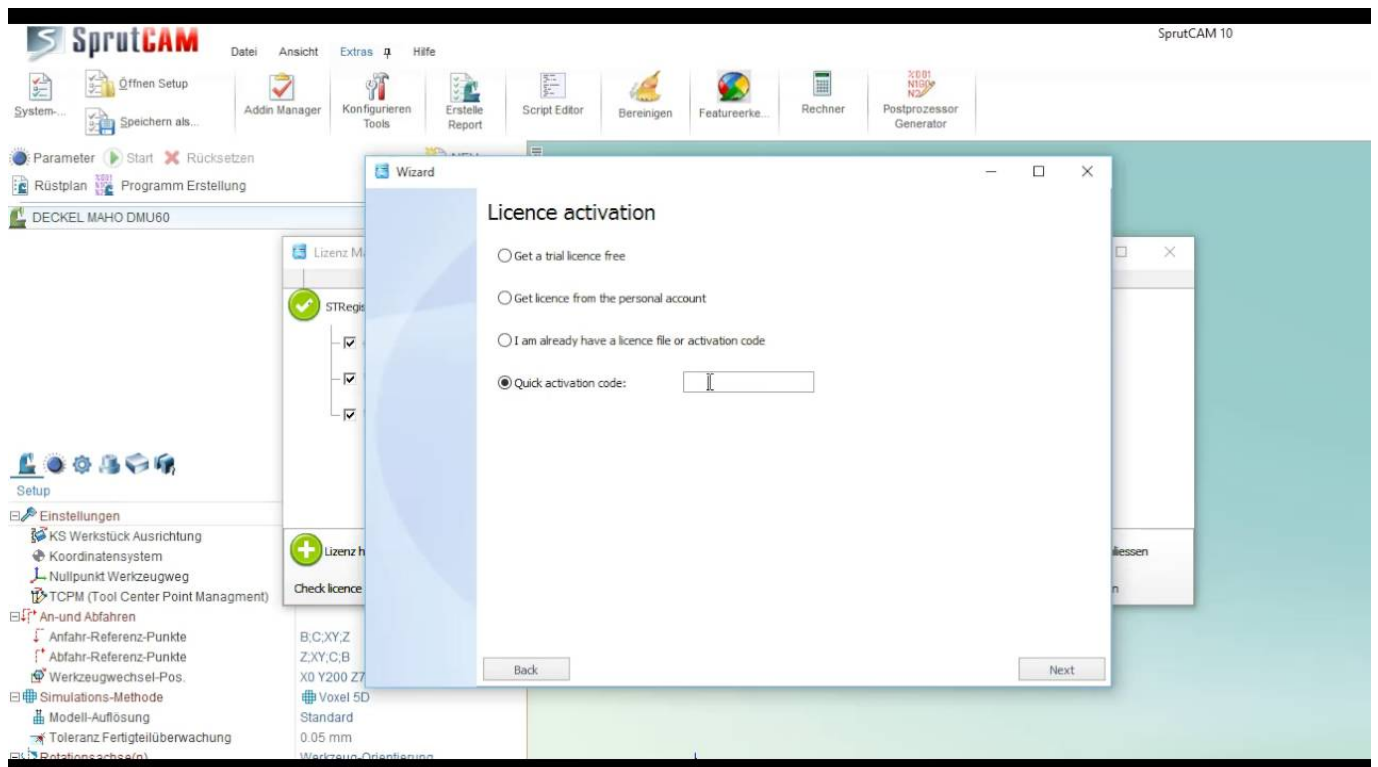 SprutCAM 10
SprutCAM
Datei Ansicht Extras Hilfe
System-...
Öffnen Setup
Speichern als...
Addin Manager
Konfigurieren Tools
Erstelle Report
Script Editor
Bereinigen
Featureerke...
Rechner
Postprozessor Generator
Parameter Start Rücksetzen
Rüstplan Programm Erstellung
DECKEL MAHO DMU60
Lizenz M
STRegis
Lizenz h
liessen
Check licence
n
Wizard
Licence activation
Get a trial licence free
Get licence from the personal account
I am already have a licence file or activation code
Quick activation code:
Back
Next
Setup
Einstellungen
KS Werkstück Ausrichtung
Koordinatensystem
Nullpunkt Werkzeugweg
TCPM (Tool Center Point Managment)
An-und Abfahren
Anfahr-Referenz-Punkte B;C;XY;Z
Abfahr-Referenz-Punkte Z;XY;C;B
Werkzeugwechsel-Pos. X0 Y200 Z7
Simulations-Methode Voxel 5D
Modell-Auflösung Standard
Toleranz Fertigteilüberwachung 0.05 mm
Rotationsachse(n) Werkzeug-Orientierung